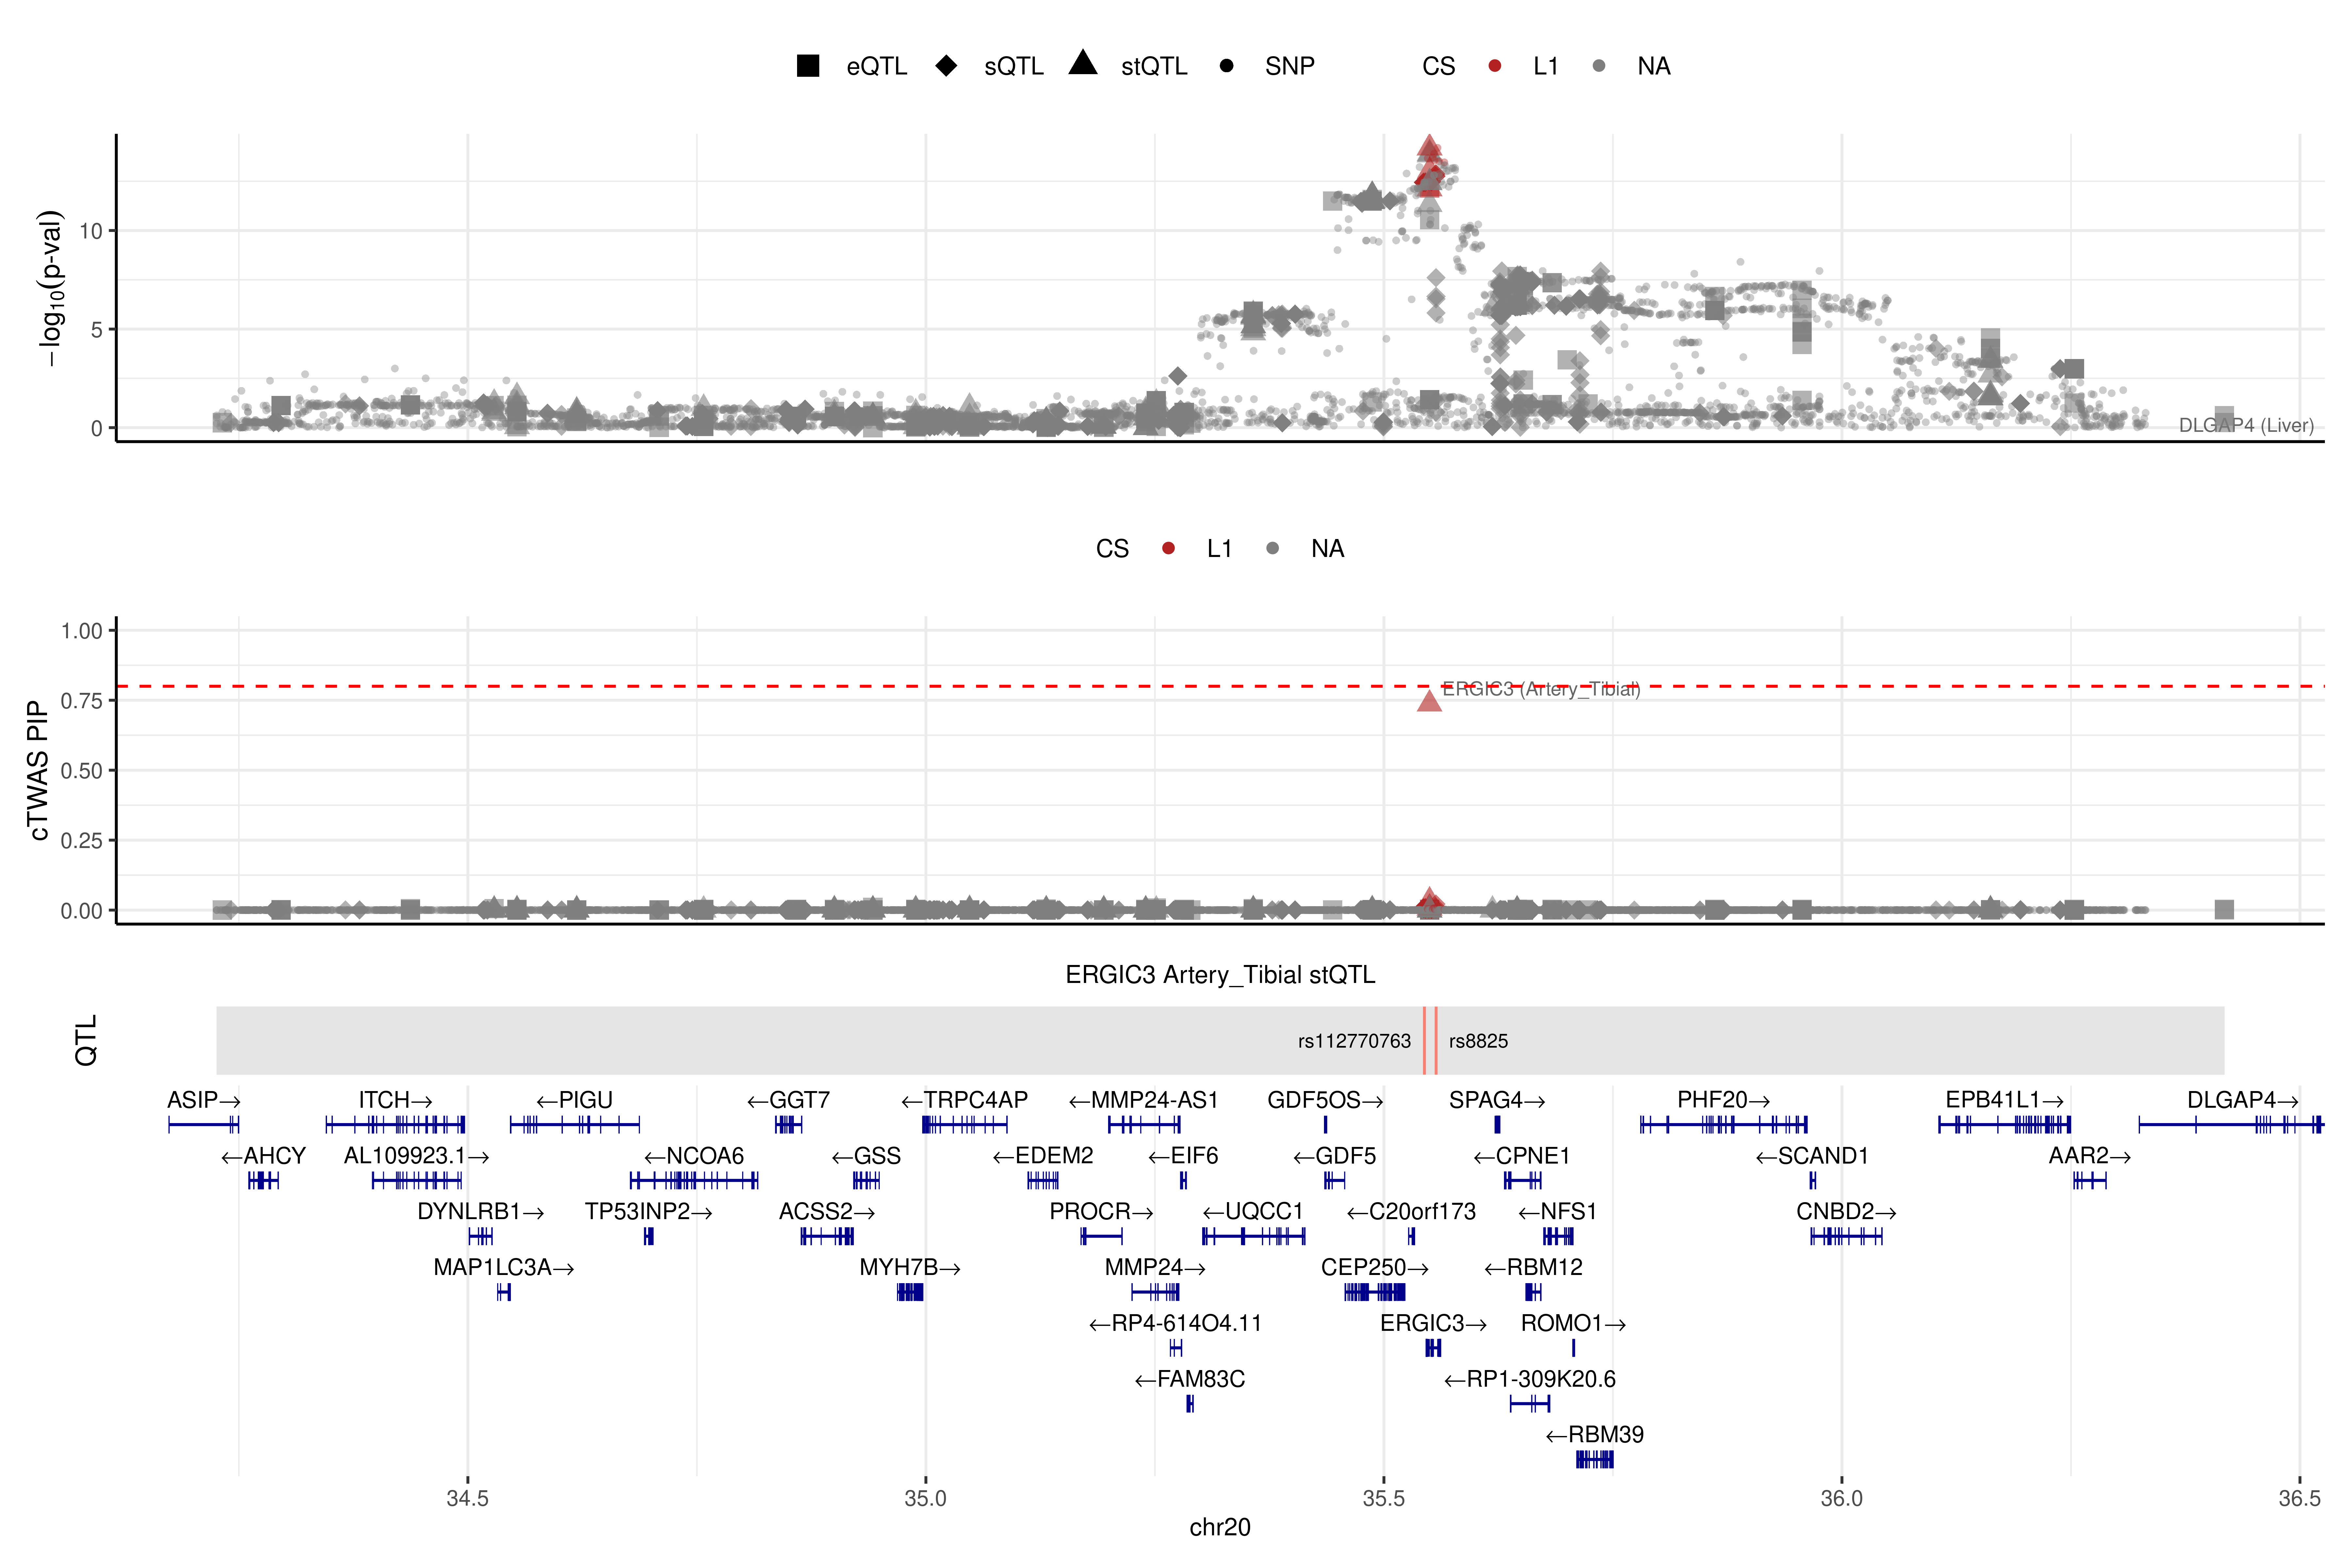 eQTL sQTL stQTL SNP CS L1 NA
−log10(p-val)
10
5
0
DLGAP4 (Liver)
CS L1 NA
cTWAS PIP
1.00
0.75
0.50
0.25
0.00
ERGIC3 (Artery_Tibial)
ERGIC3 Artery_Tibial stQTL
QTL
rs112770763 rs8825
ASIP→ ITCH→ ←PIGU ←GGT7 ←TRPC4AP ←MMP24-AS1 GDF5OS→ SPAG4→ PHF20→ EPB41L1→ DLGAP4→
←AHCY AL109923.1→ ←NCOA6 ←GSS ←EDEM2 ←EIF6 ←GDF5 ←CPNE1 ←SCAND1 AAR2→
DYNLRB1→ TP53INP2→ ACSS2→ PROCR→ ←UQCC1 ←C20orf173 ←NFS1 CNBD2→
MAP1LC3A→ MYH7B→ MMP24→ CEP250→ ←RBM12
←RP4-614O4.11 ERGIC3→ ROMO1→
←FAM83C ←RP1-309K20.6
←RBM39
34.5 35.0 35.5 36.0 36.5
chr20